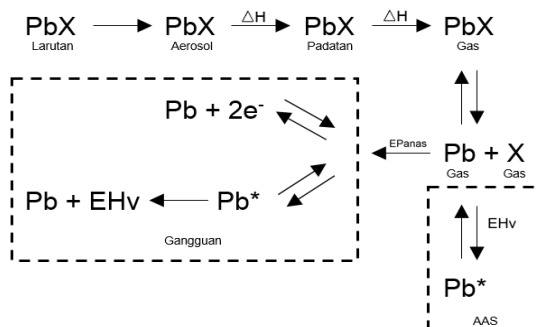 PbX → PbX △H → PbX △H → PbX
Larutan Aerosol Padatan Gas
Pb + 2e-
EPanas
Pb + X
Gas Gas
Pb + EHv ← Pb*
Gangguan
EHv
Pb*
AAS